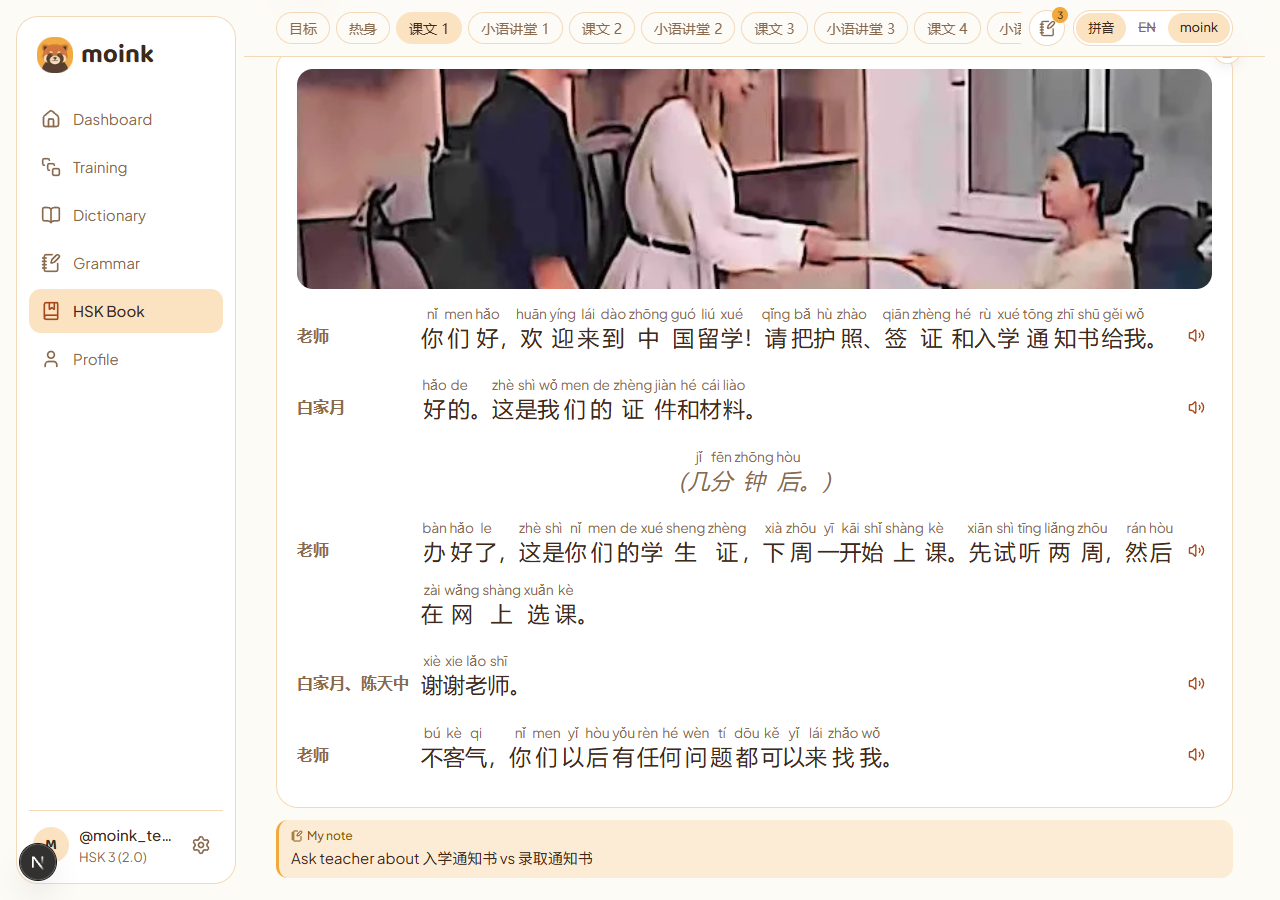 moink
Dashboard
Training
Dictionary
Grammar
HSK Book
Profile
@moink_te...
HSK 3 (2.0)
M
N
目标
热身
课文 1
小语讲堂 1
课文 2
小语讲堂 2
课文 3
小语讲堂 3
课文 4
小
3
拼音
EN
moink
nǐ men hǎo huān yíng lái dào zhōng guó liú xué qǐng bǎ hù zhào qiān zhèng hé rù xué tōng zhī shū gěi wǒ
老师 你们好，欢迎来到中国留学！请把护照、签证和入学通知书给我。
hǎo de zhè shì wǒ men de zhèng jiàn hé cái liào
白家月 好的。这是我们的证件和材料。
jǐ fēn zhōng hòu
(几分钟后。)
bàn hǎo le zhè shì nǐ men de xué sheng zhèng xià zhōu yī kāi shǐ shàng kè xiān shì tīng liǎng zhōu rán hòu
老师 办好了，这是你们的学生证，下周一开始上课。先试听两周，然后
zài wǎng shàng xuǎn kè
在网上选课。
xiè xie lǎo shī
白家月、陈天中 谢谢老师。
bú kè qi nǐ men yǐ hòu yǒu rèn hé wèn tí dōu kě yǐ lái zhǎo wǒ
老师 不客气，你们以后有任何问题都可以来找我。
My note
Ask teacher about 入学通知书 vs 录取通知书